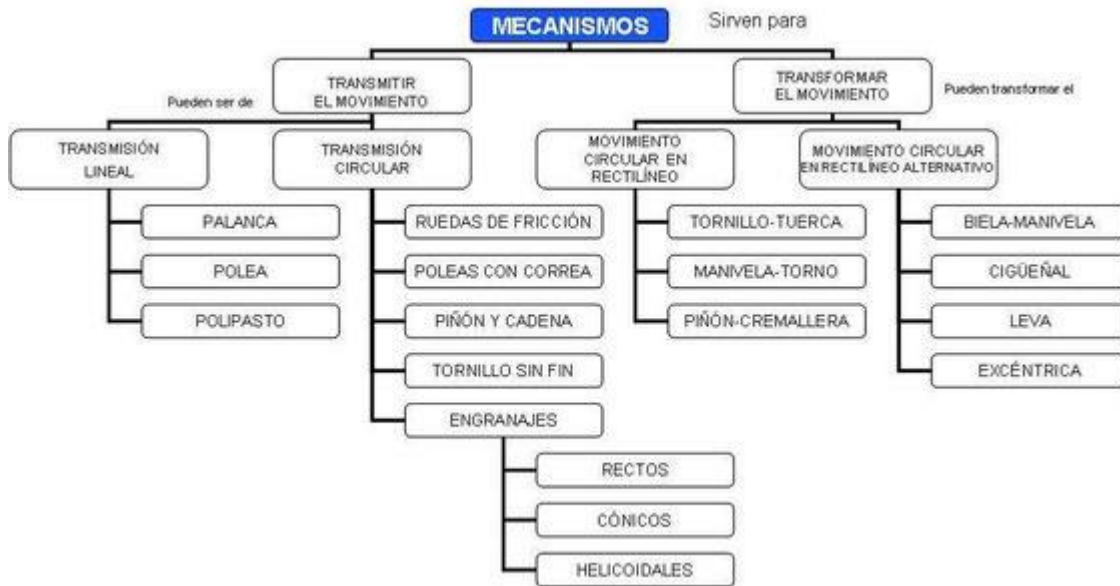 MECANISMOS
Sirven para
TRANSMITIR
EL MOVIMIENTO
TRANSFORMAR
EL MOVIMIENTO
Pueden ser de
Pueden transformar el
TRANSMISIÓN
LINEAL
TRANSMISIÓN
CIRCULAR
MOVIMIENTO
CIRCULAR EN
RECTILÍNEO
MOVIMIENTO CIRCULAR
EN RECTILÍNEO ALTERNATIVO
PALANCA
POLEA
POLIPASTO
RUEDAS DE FRICCIÓN
POLEAS CON CORREA
PIÑÓN Y CADENA
TORNILLO SIN FIN
ENGRANAJES
RECTOS
CÓNICOS
HELICOIDALES
TORNILLO-TUERCA
MANIVELA-TORNO
PIÑÓN-CREMALLERA
BIELA-MANIVELA
CIGÜEÑAL
LEVA
EXCÉNTRICA